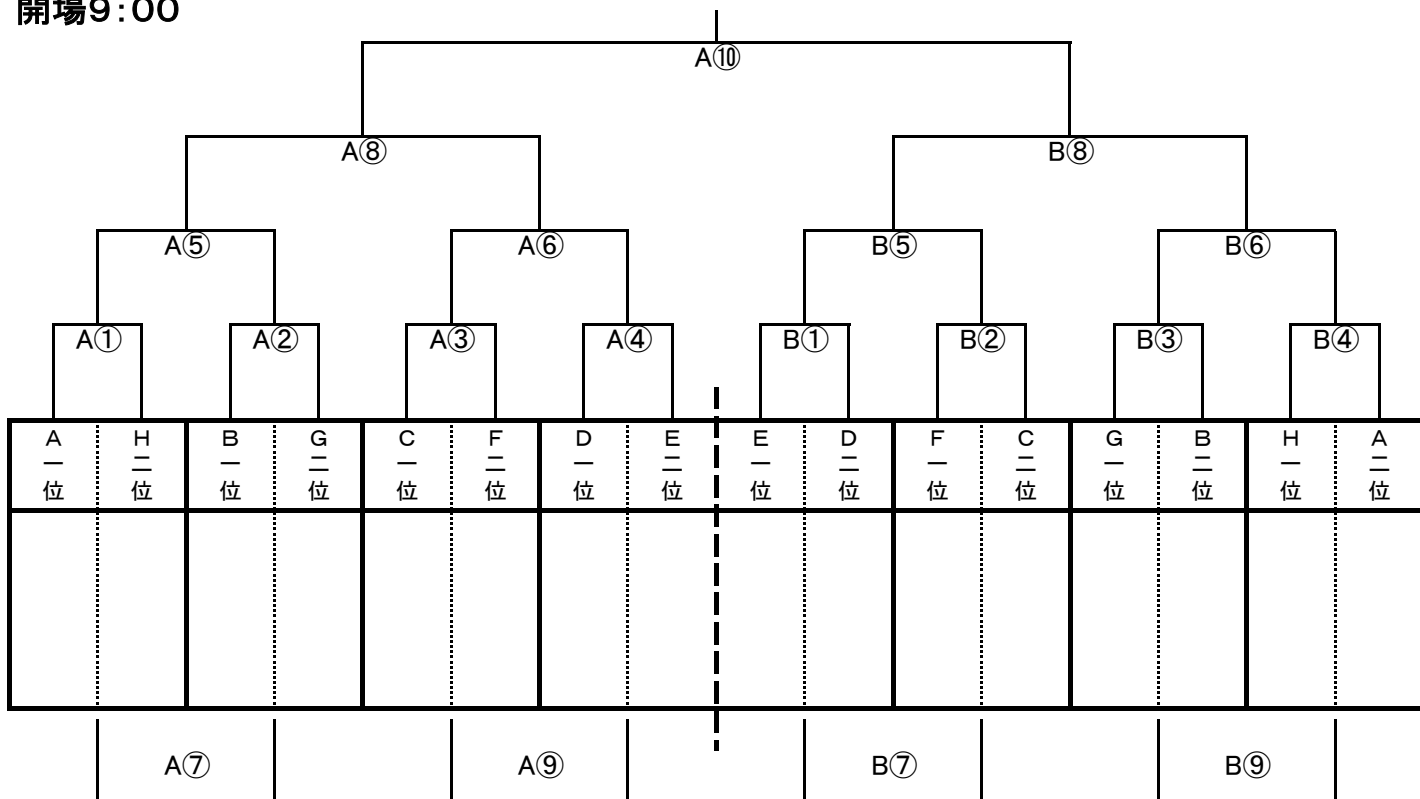 開場9:00
A⑩
A⑧ B⑧
A⑤ A⑥ B⑤ B⑥
A① A② A③ A④ B① B② B③ B④
A一位 H二位 B一位 G二位 C一位 F二位 D一位 E二位 E一位 D二位 F一位 C二位 G一位 B二位 H一位 A二位
A⑦ A⑨ B⑦ B⑨